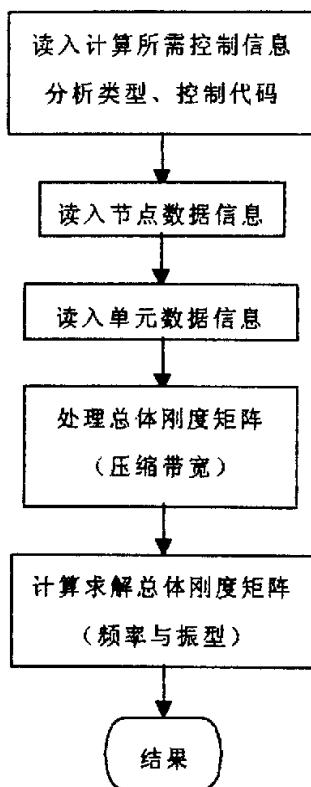 读入计算所需控制信息
分析类型、控制代码
读入节点数据信息
读入单元数据信息
处理总体刚度矩阵
（压缩带宽）
计算求解总体刚度矩阵
（频率与振型）
结果